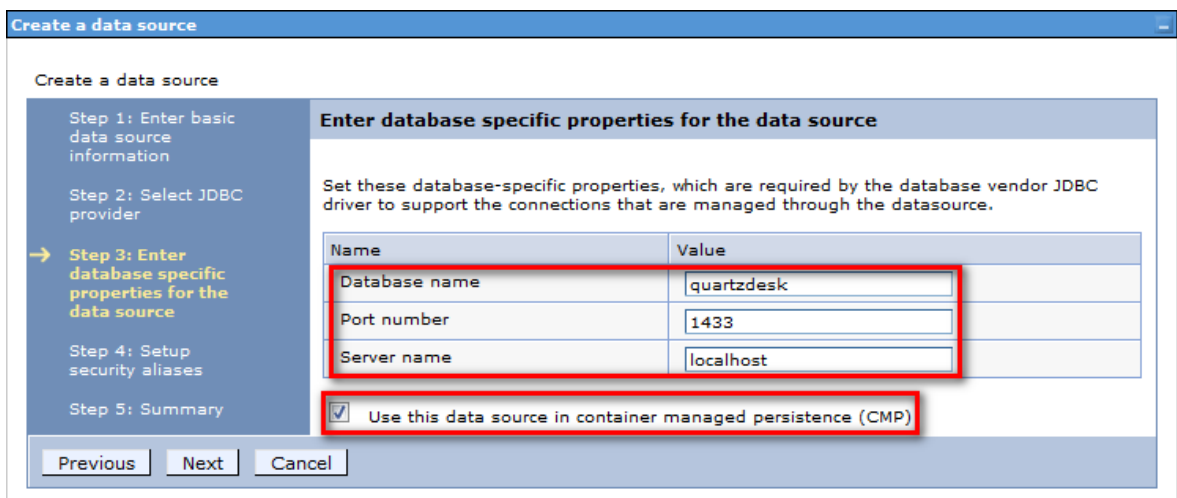 Create a data source
Create a data source
Step 1: Enter basic
data source
information
Step 2: Select JDBC
provider
Step 3: Enter
database specific
properties for the
data source
Step 4: Setup
security aliases
Step 5: Summary
Enter database specific properties for the data source
Set these database-specific properties, which are required by the database vendor JDBC
driver to support the connections that are managed through the datasource.
Name Value
Database name quartzdesk
Port number 1433
Server name localhost
Use this data source in container managed persistence (CMP)
Previous Next Cancel